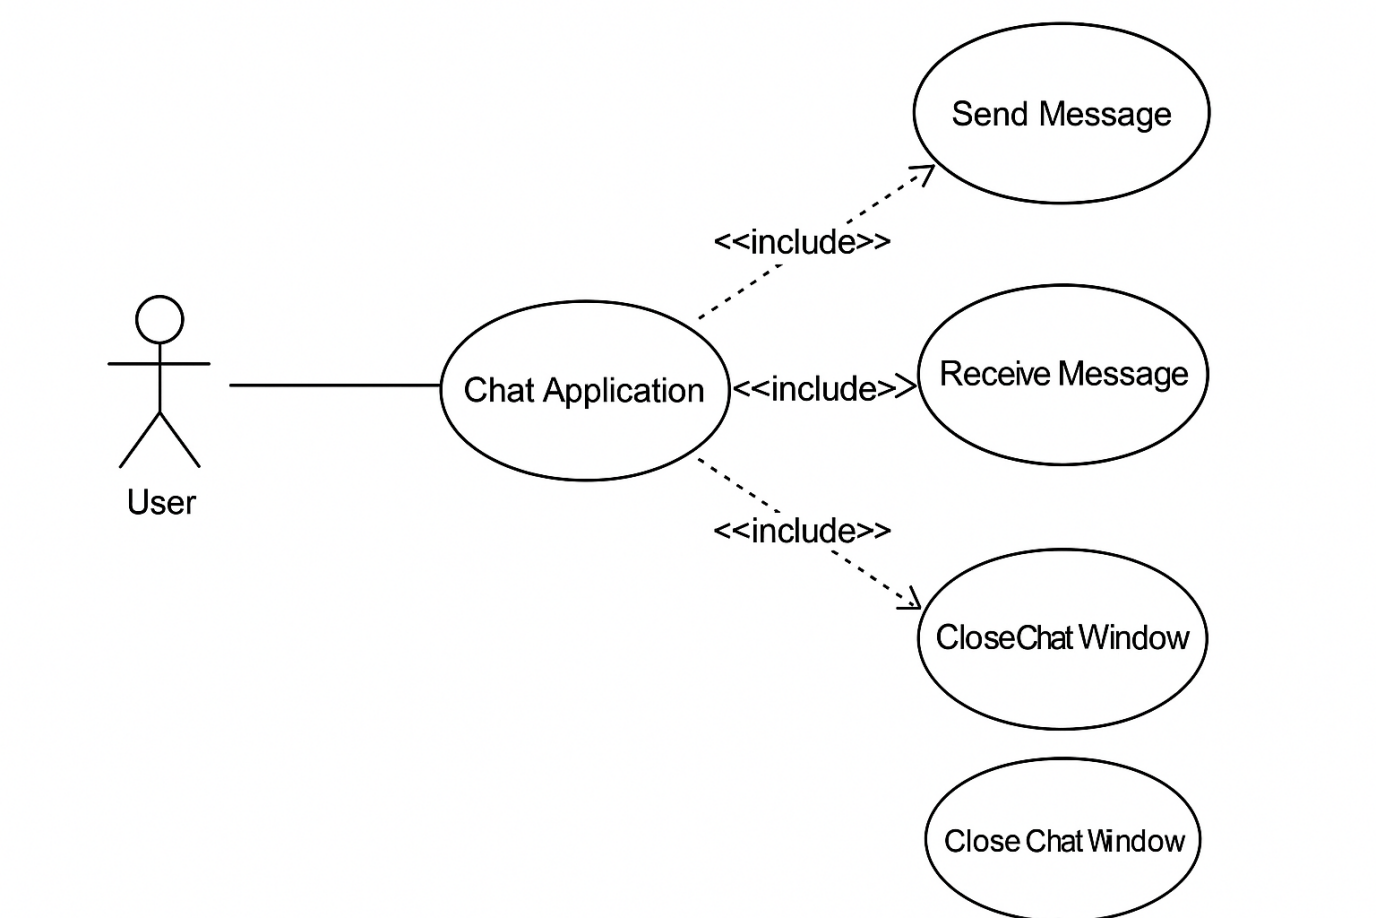 Send Message
<<include>>
Receive Message
Chat Application
<<include>>
User
<<include>>
CloseChat Window
Close Chat Window